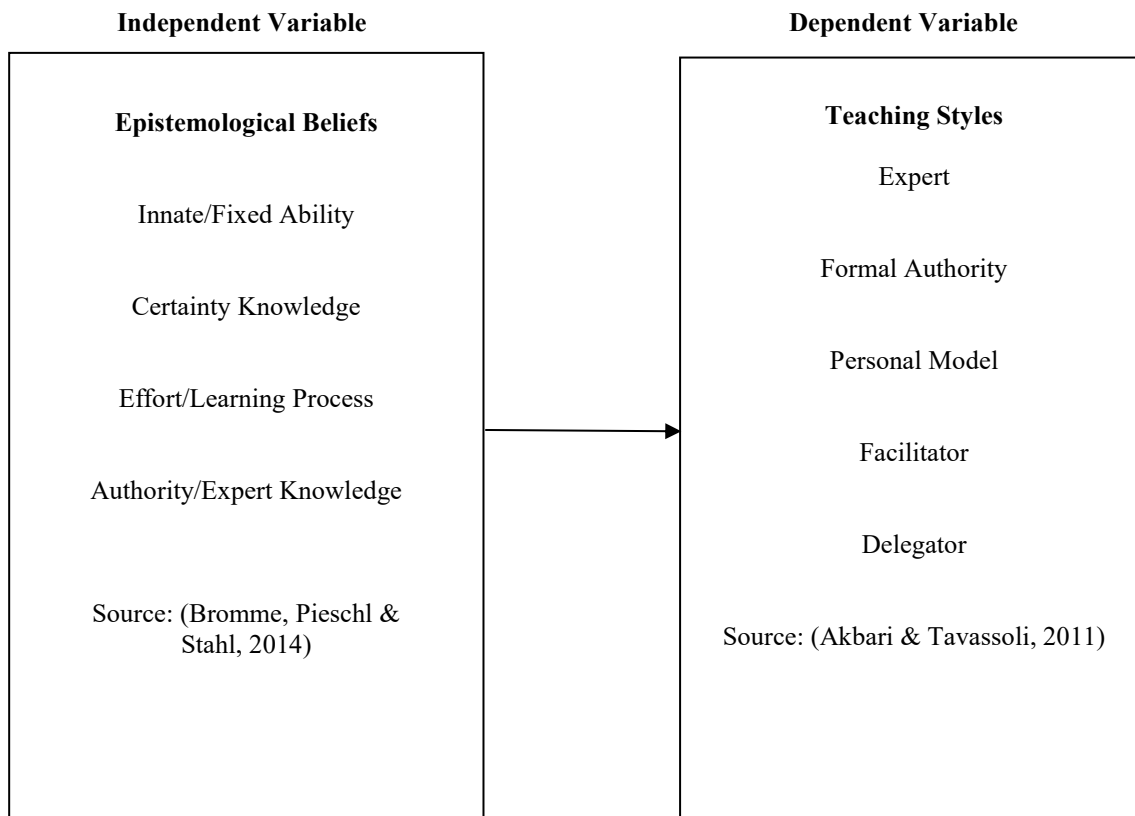 Independent Variable
Epistemological Beliefs
Innate/Fixed Ability
Certainty Knowledge
Effort/Learning Process
Authority/Expert Knowledge
Source: (Bromme, Pieschl &
Stahl, 2014)
Dependent Variable
Teaching Styles
Expert
Formal Authority
Personal Model
Facilitator
Delegator
Source: (Akbari & Tavassoli, 2011)